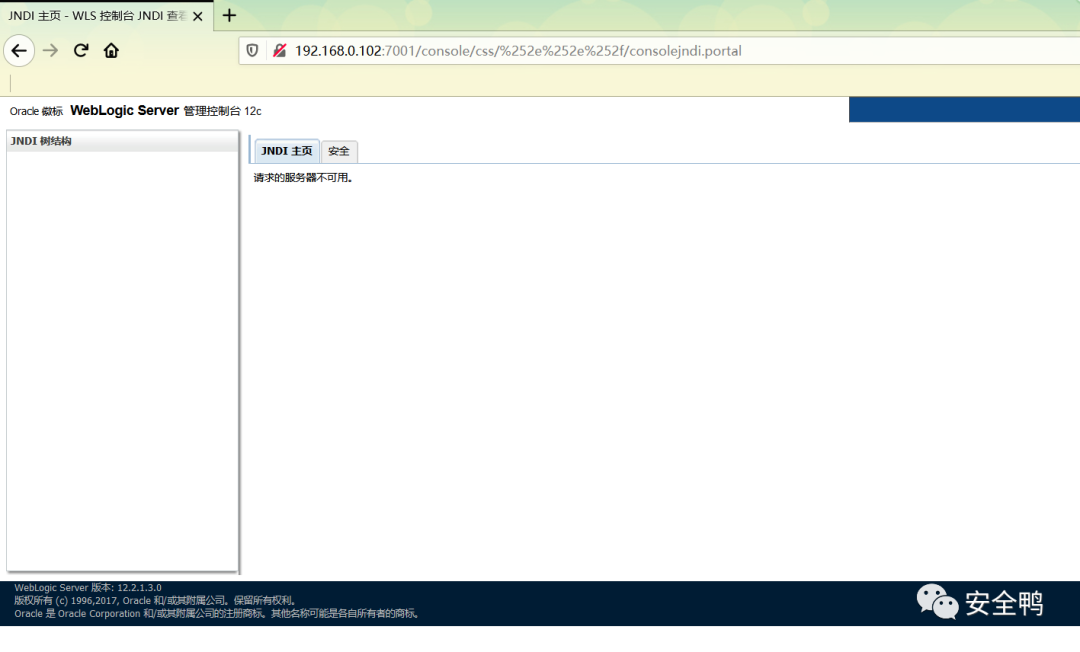 JNDI 主页 - WLS 控制台 JNDI 查看
192.168.0.102:7001/console/css/%252e%252e%252f/consolejndi.portal
Oracle 徽标 WebLogic Server 管理控制台 12c
JNDI 树结构
JNDI 主页 安全
请求的服务器不可用。
WebLogic Server 版本: 12.2.1.3.0
版权所有 (c) 1996,2017, Oracle 和/或其附属公司。保留所有权利。
Oracle 是 Oracle Corporation 和/或其附属公司的注册商标。其他名称可能是各自所有者的商标。
安全鸭